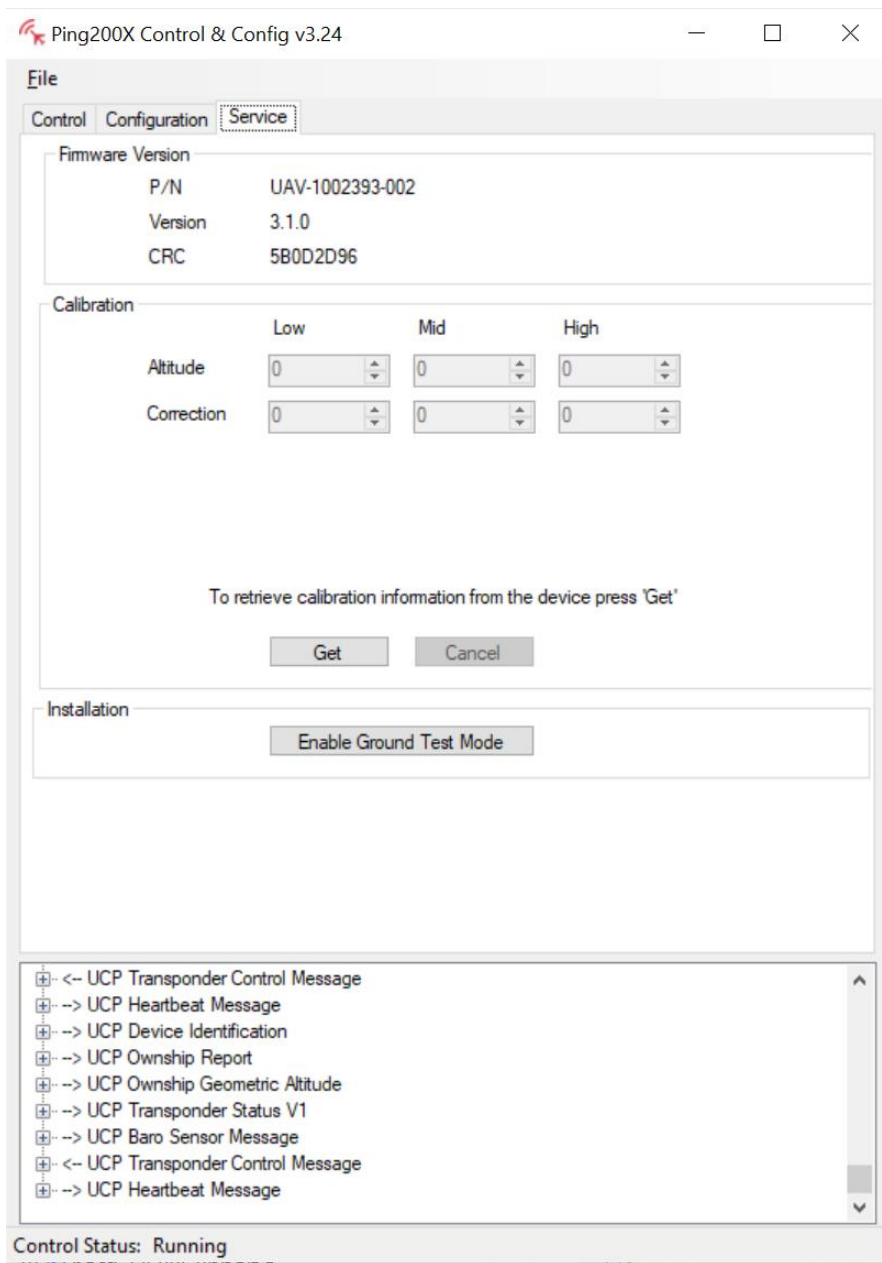 Ping200X Control & Config v3.24
File
Control Configuration Service
Firmware Version
P/N UAV-1002393-002
Version 3.1.0
CRC 5B0D2D96
Calibration
Low Mid High
Altitude 0 0 0
Correction 0 0 0
To retrieve calibration information from the device press 'Get'
Get Cancel
Installation
Enable Ground Test Mode
<-- UCP Transponder Control Message
--> UCP Heartbeat Message
--> UCP Device Identification
--> UCP Ownship Report
--> UCP Ownship Geometric Altitude
--> UCP Transponder Status V1
--> UCP Baro Sensor Message
<-- UCP Transponder Control Message
--> UCP Heartbeat Message
Control Status: Running